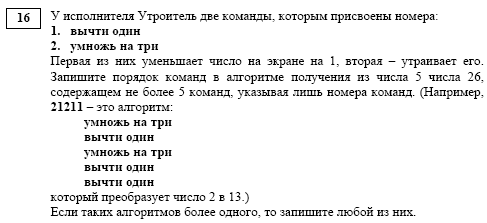 16
У исполнителя Утроитель две команды, которым присвоены номера:
1. вычти один
2. умножь на три
Первая из них уменьшает число на экране на 1, вторая – утраивает его.
Запишите порядок команд в алгоритме получения из числа 5 числа 26,
содержащем не более 5 команд, указывая лишь номера команд. (Например,
21211 – это алгоритм:
умножь на три
вычти один
умножь на три
вычти один
вычти один
который преобразует число 2 в 13.)
Если таких алгоритмов более одного, то запишите любой из них.